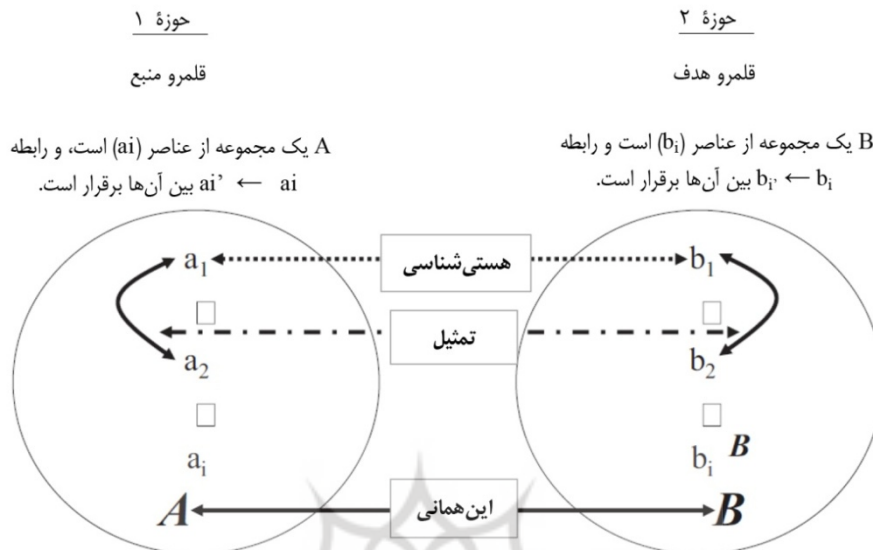 حوزهٔ ۱
قلمرو منبع
A یک مجموعه از عناصر (ai) است، و رابطه
ai’ ← ai بین آن‌ها برقرار است.
حوزهٔ ۲
قلمرو هدف
B یک مجموعه از عناصر (bi) است و رابطه
bi’ ← bi بین آن‌ها برقرار است.
a1
هستی‌شناسی
b1
تمثیل
a2
b2
ai
bi B
A
این‌همانی
B